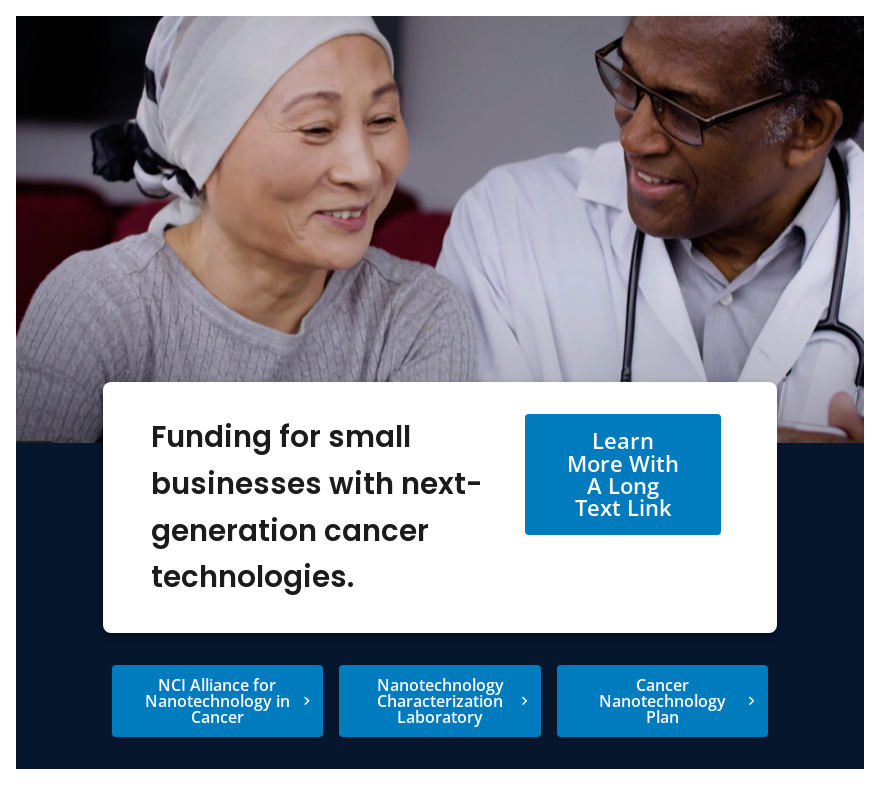 Funding for small
businesses with next-
generation cancer
technologies.
Learn
More With
A Long
Text Link
NCI Alliance for
Nanotechnology in
Cancer
Nanotechnology
Characterization
Laboratory
Cancer
Nanotechnology
Plan